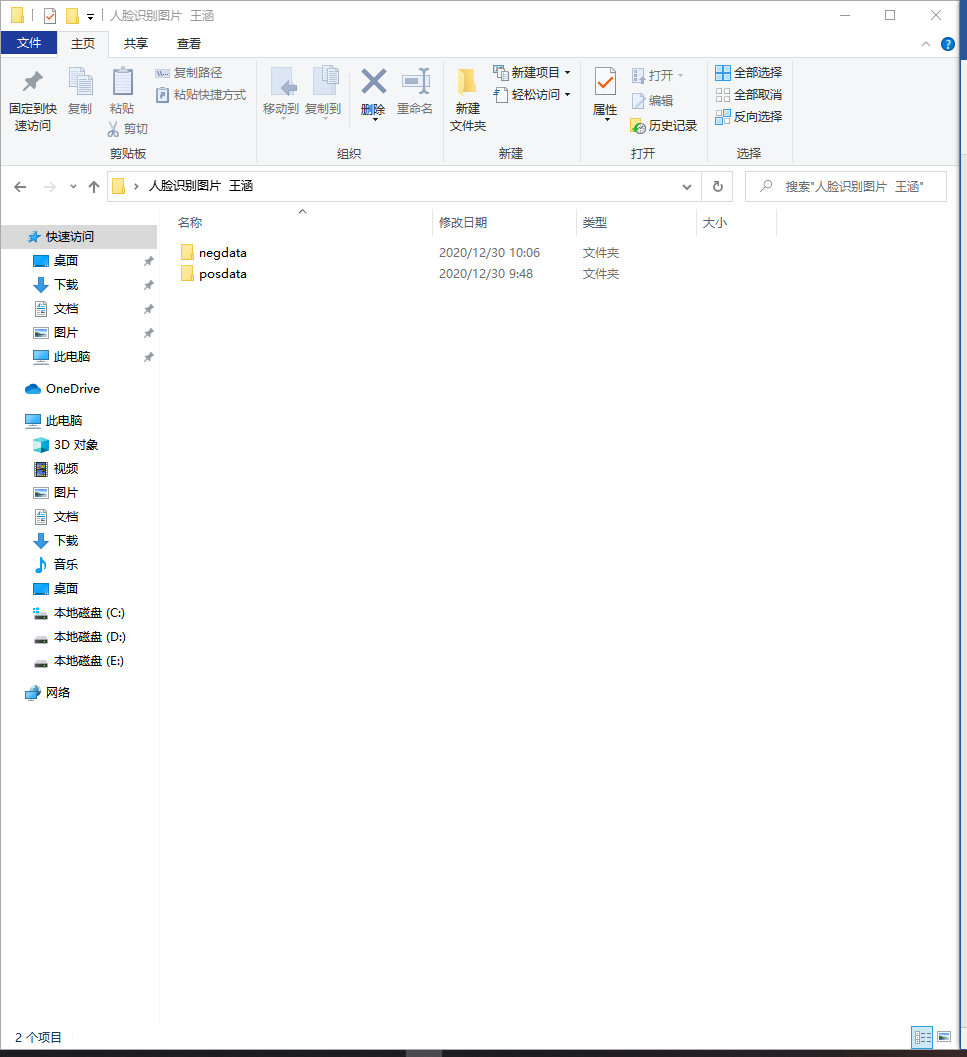 人脸识别图片 王涵
文件 主页 共享 查看
固定到快速访问
复制
粘贴
复制路径
粘贴快捷方式
剪切
剪贴板
移动到
复制到
删除
重命名
组织
新建文件夹
新建项目
轻松访问
新建
属性
打开
编辑
历史记录
打开
全部选择
全部取消
反向选择
选择
人脸识别图片 王涵
搜索"人脸识别图片 王涵"
名称 修改日期 类型 大小
negdata 2020/12/30 10:06 文件夹
posdata 2020/12/30 9:48 文件夹
快速访问
桌面
下载
文档
图片
此电脑
OneDrive
此电脑
3D 对象
视频
图片
文档
下载
音乐
桌面
本地磁盘 (C:)
本地磁盘 (D:)
本地磁盘 (E:)
网络
2 个项目